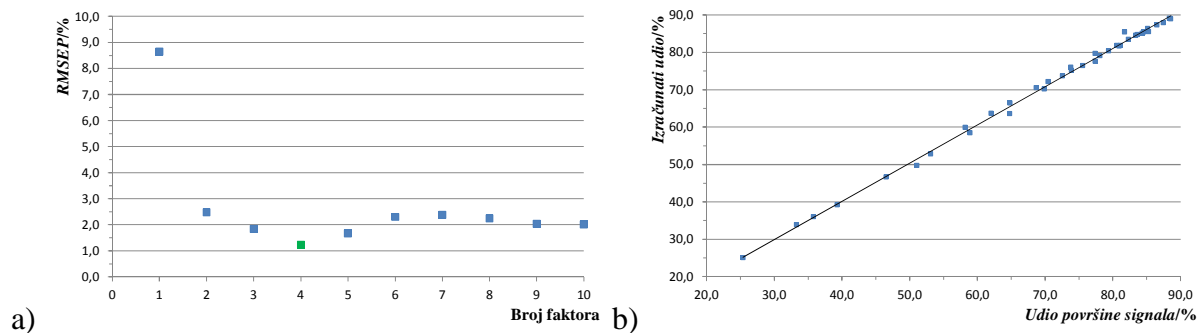 RMSEP/%
10,0
9,0
8,0
7,0
6,0
5,0
4,0
3,0
2,0
1,0
0,0
0 1 2 3 4 5 6 7 8 9 10
Broj faktora
a)
Izračunati udio/%
90,0
80,0
70,0
60,0
50,0
40,0
30,0
20,0
20,0 30,0 40,0 50,0 60,0 70,0 80,0 90,0
Udio površine signala/%
b)